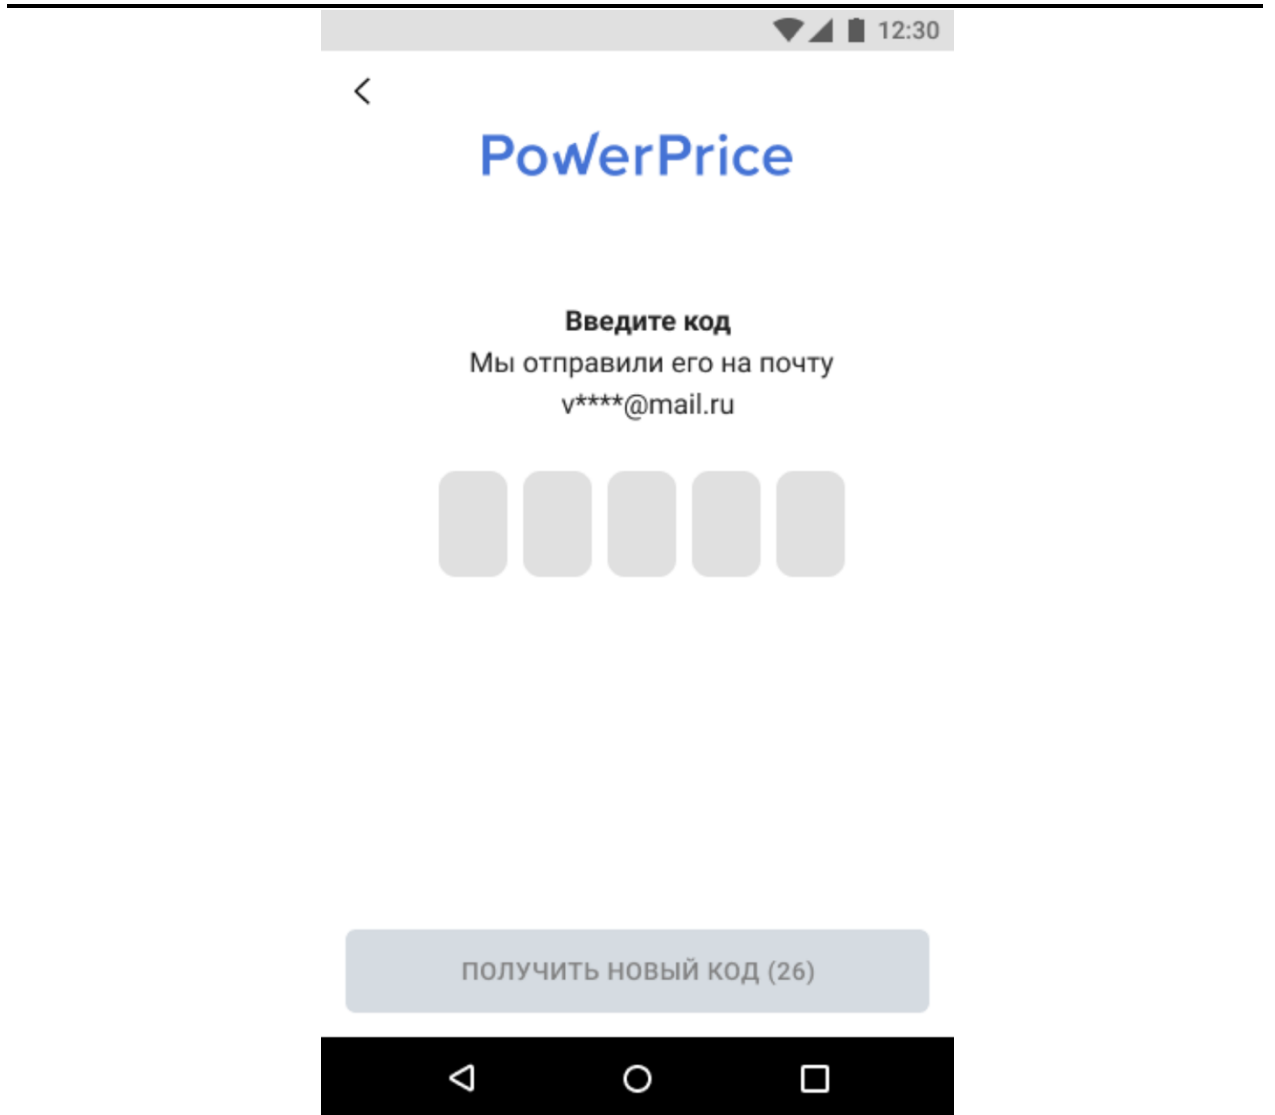 12:30
PowerPrice
Введите код
Мы отправили его на почту
v****@mail.ru
ПОЛУЧИТЬ НОВЫЙ КОД (26)